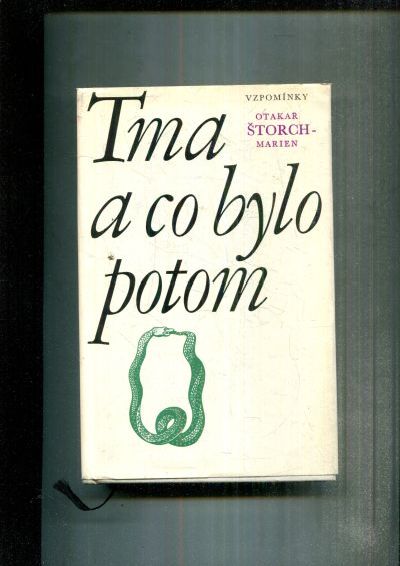 VZPOMÍNKY
OTAKAR
ŠTORCH-
MARIEN
Tma
a co bylo
potom